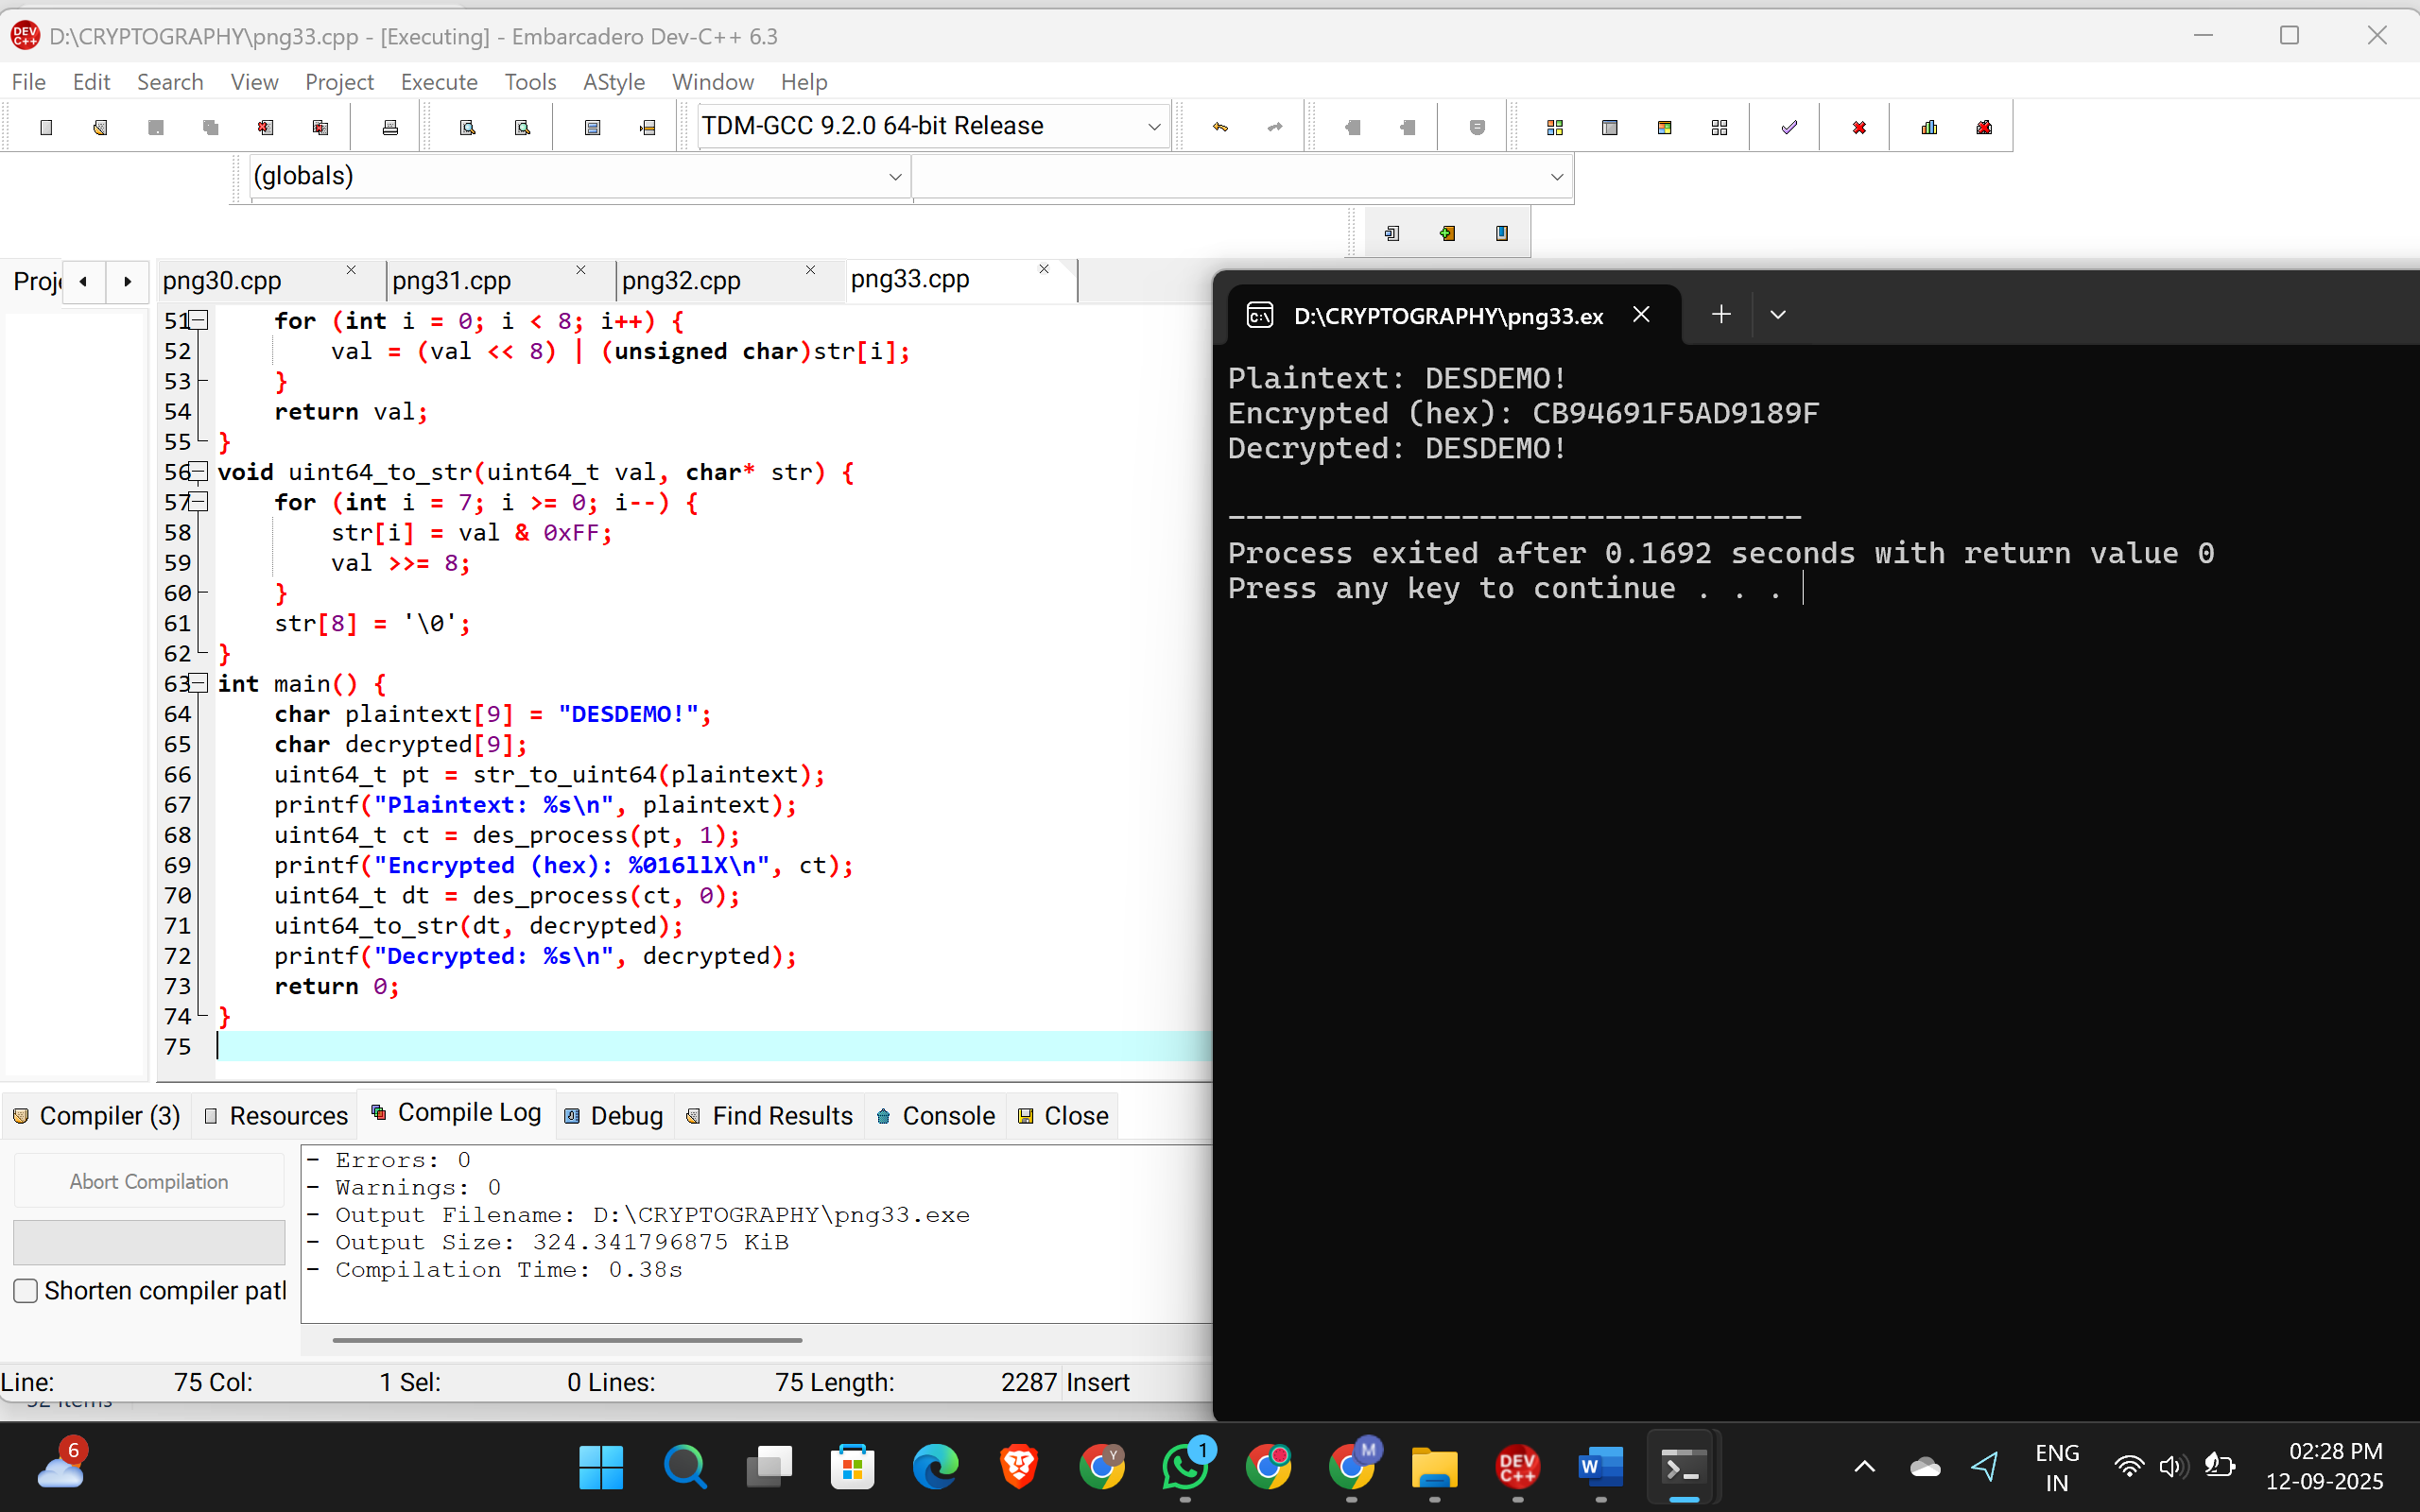 D:\CRYPTOGRAPHY\png33.cpp - [Executing] - Embarcadero Dev-C++ 6.3
File Edit Search View Project Execute Tools AStyle Window Help
TDM-GCC 9.2.0 64-bit Release
(globals)
png30.cpp png31.cpp png32.cpp png33.cpp
51 for (int i = 0; i < 8; i++) {
52 val = (val << 8) | (unsigned char)str[i];
53 }
54 return val;
55 }
56 void uint64_to_str(uint64_t val, char* str) {
57 for (int i = 7; i >= 0; i--) {
58 str[i] = val & 0xFF;
59 val >>= 8;
60 }
61 str[8] = '\0';
62 }
63 int main() {
64 char plaintext[9] = "DESDEMO!";
65 char decrypted[9];
66 uint64_t pt = str_to_uint64(plaintext);
67 printf("Plaintext: %s\n", plaintext);
68 uint64_t ct = des_process(pt, 1);
69 printf("Encrypted (hex): %016llX\n", ct);
70 uint64_t dt = des_process(ct, 0);
71 uint64_to_str(dt, decrypted);
72 printf("Decrypted: %s\n", decrypted);
73 return 0;
74 }
75
D:\CRYPTOGRAPHY\png33.ex
Plaintext: DESDEMO!
Encrypted (hex): CB94691F5AD9189F
Decrypted: DESDEMO!
--------------------------------
Process exited after 0.1692 seconds with return value 0
Press any key to continue . . .
Compiler (3) Resources Compile Log Debug Find Results Console Close
Abort Compilation
Shorten compiler
- Errors: 0
- Warnings: 0
- Output Filename: D:\CRYPTOGRAPHY\png33.exe
- Output Size: 324.341796875 KiB
- Compilation Time: 0.38s
Line: 75 Col: 1 Sel: 0 Lines: 75 Length: 2287 Insert
6
Y
1
M
DEV C++
W
ENG
IN
02:28 PM
12-09-2025